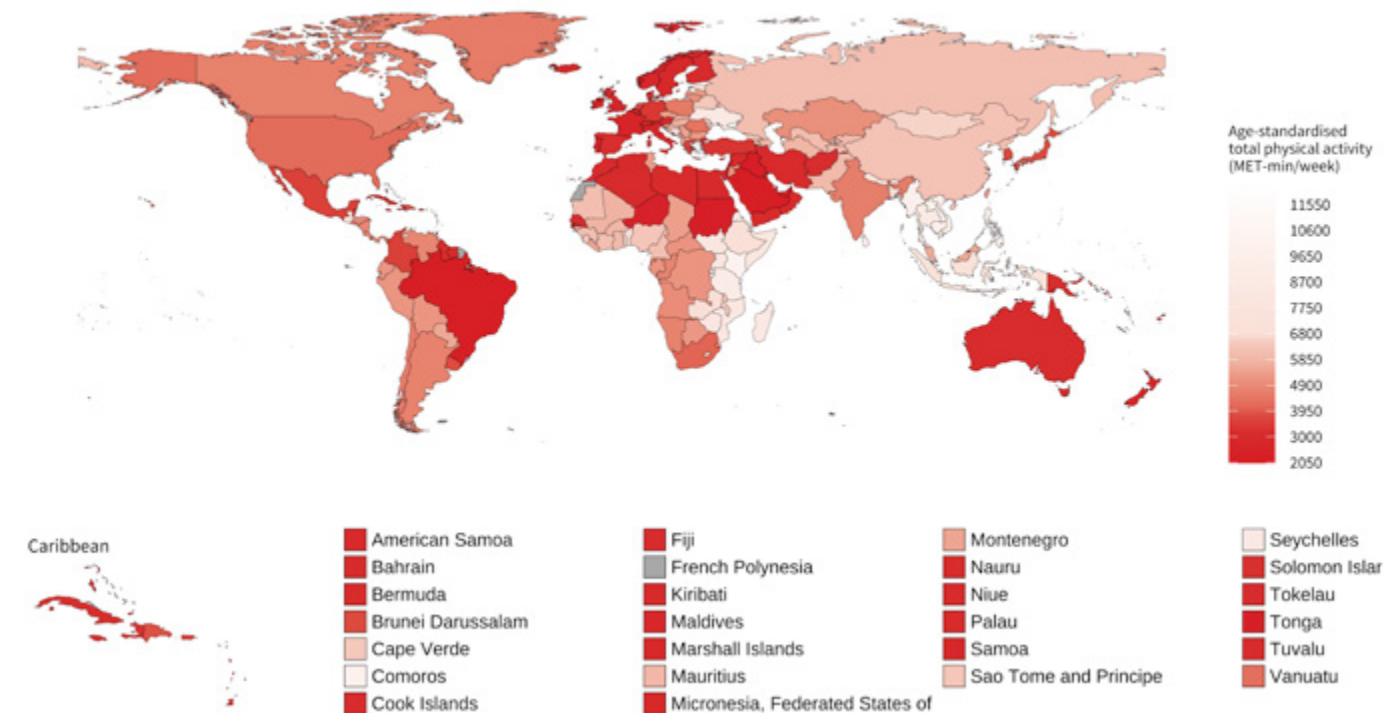 Age-standardised
total physical activity
(MET-min/week)
11550
10600
9650
8700
7750
6800
5850
4900
3950
3000
2050
Caribbean
American Samoa
Bahrain
Bermuda
Brunei Darussalam
Cape Verde
Comoros
Cook Islands
Fiji
French Polynesia
Kiribati
Maldives
Marshall Islands
Mauritius
Micronesia, Federated States of
Montenegro
Nauru
Niue
Palau
Samoa
Sao Tome and Principe
Seychelles
Solomon Islar
Tokelau
Tonga
Tuvalu
Vanuatu